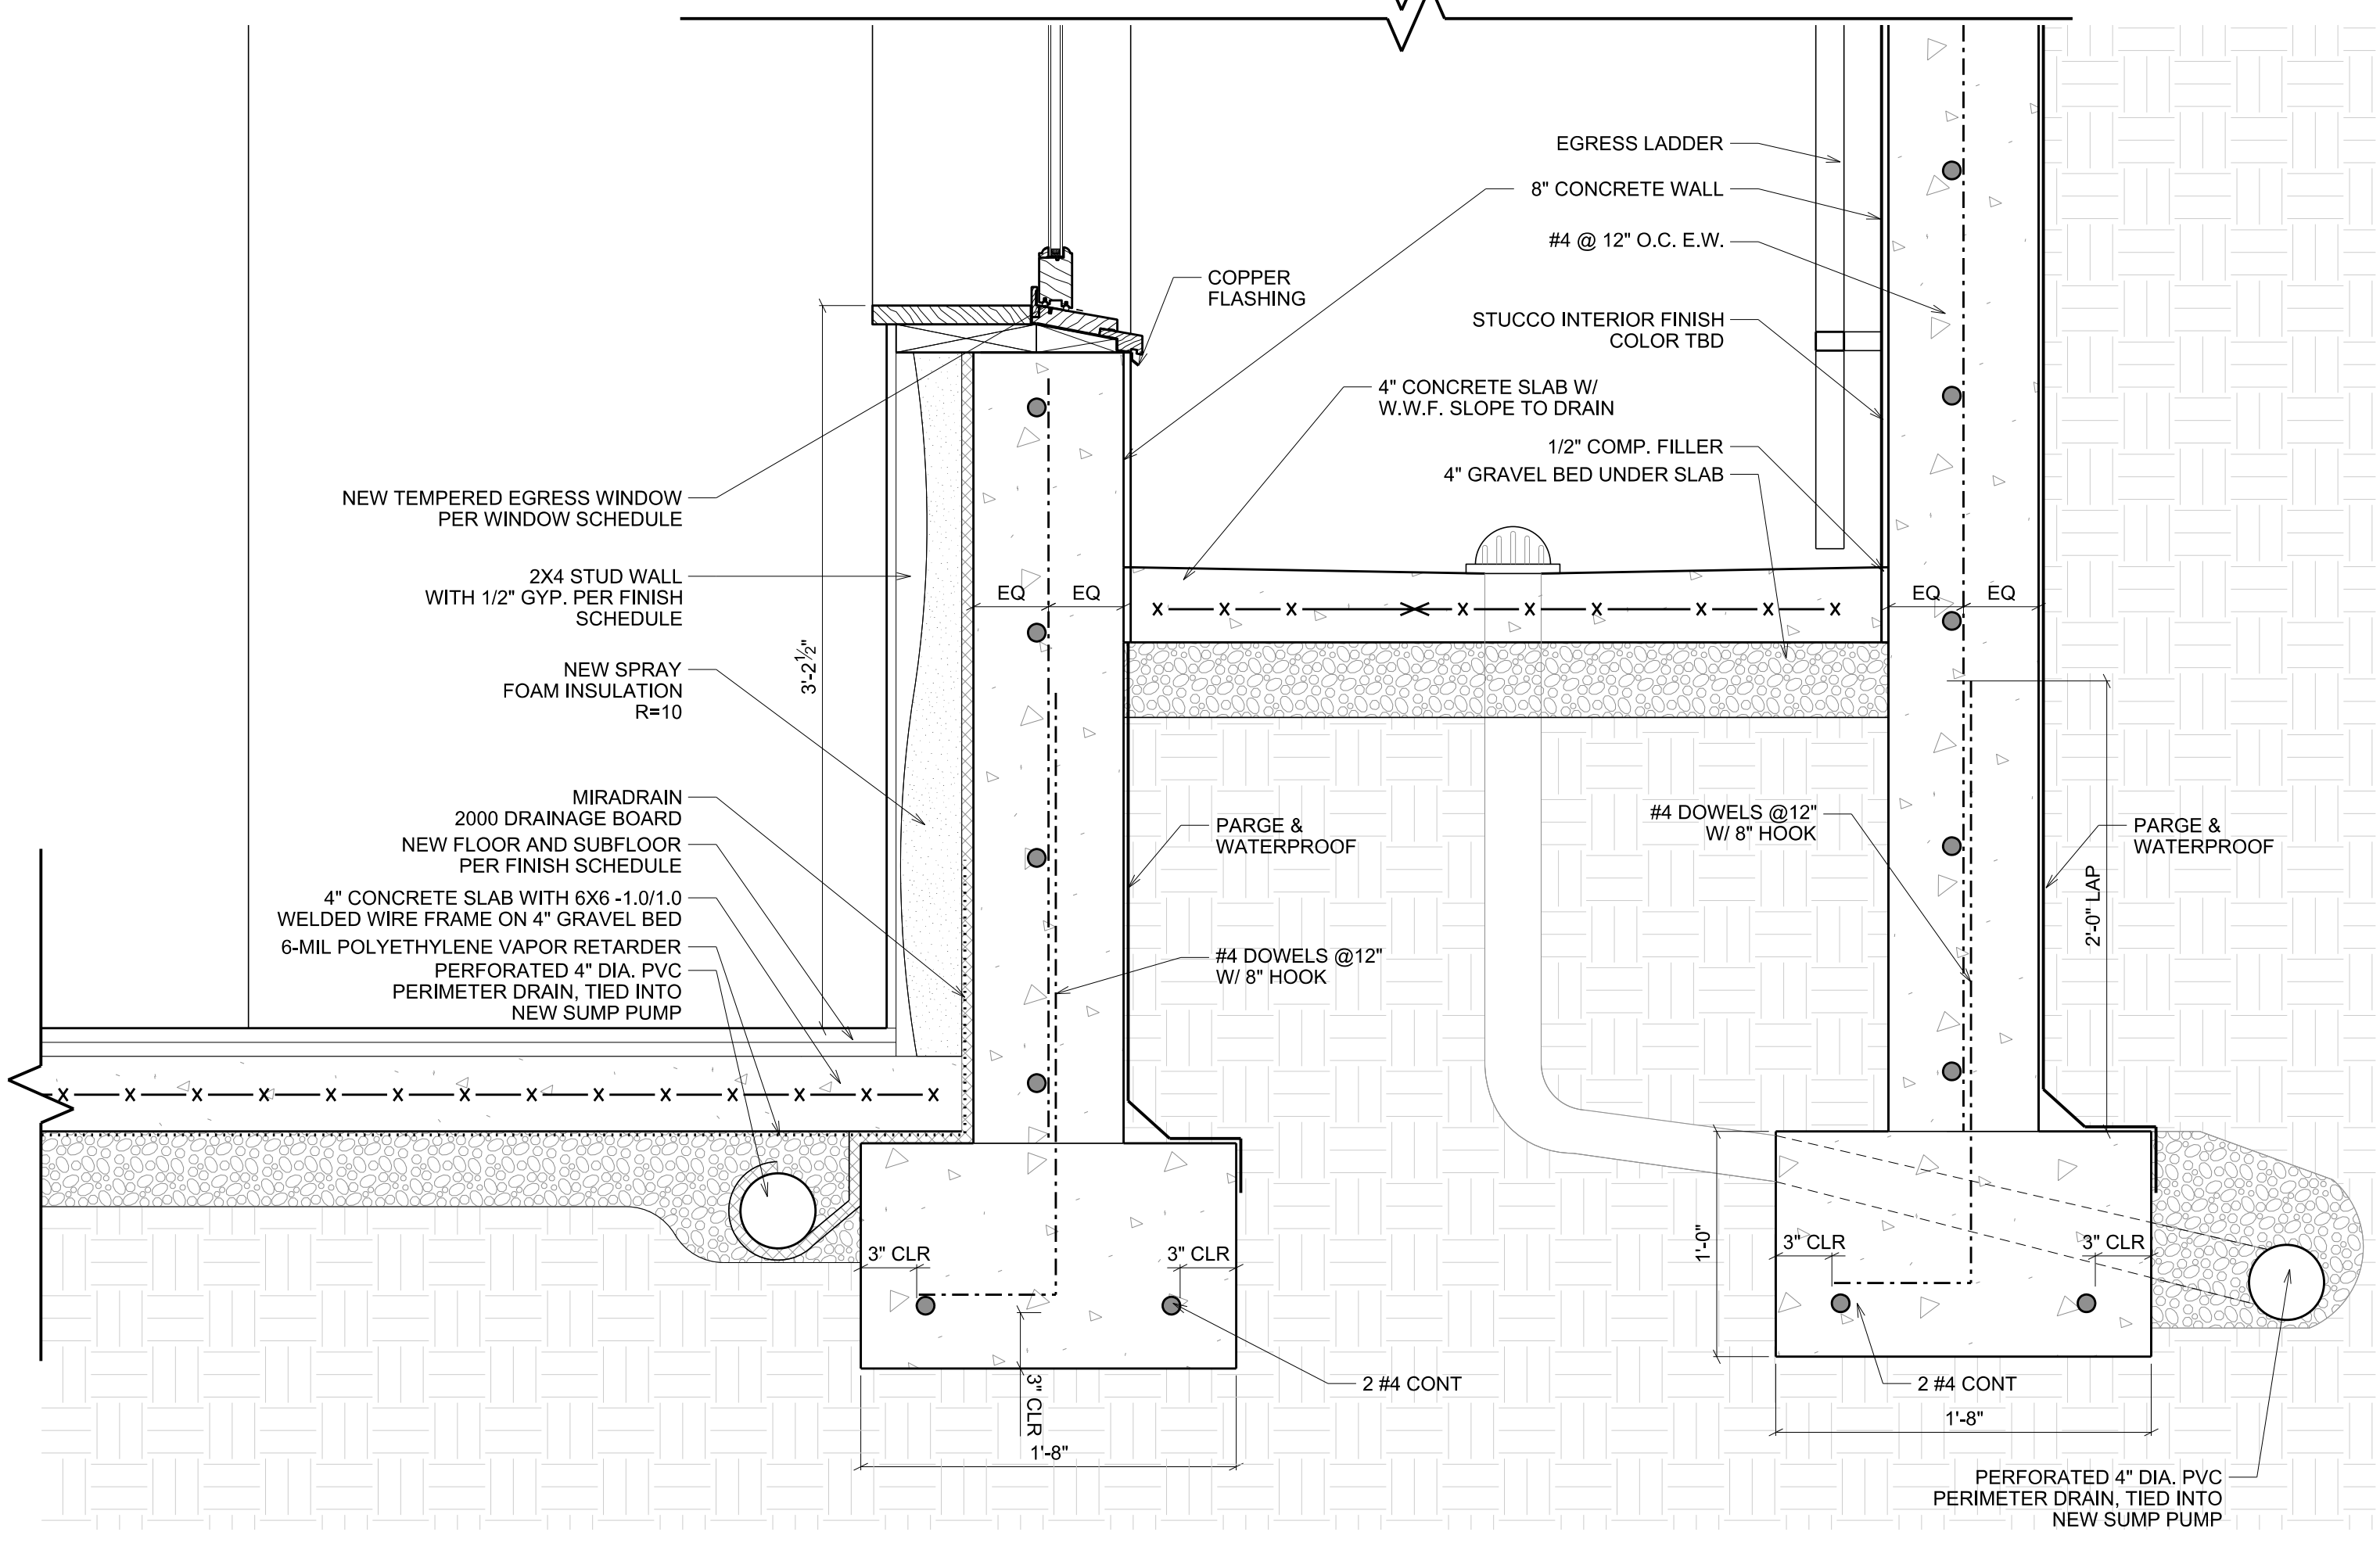 EGRESS LADDER
8" CONCRETE WALL
#4 @ 12" O.C. E.W.
COPPER
FLASHING
STUCCO INTERIOR FINISH
COLOR TBD
4" CONCRETE SLAB W/
W.W.F. SLOPE TO DRAIN
1/2" COMP. FILLER
4" GRAVEL BED UNDER SLAB
NEW TEMPERED EGRESS WINDOW
PER WINDOW SCHEDULE
2X4 STUD WALL
WITH 1/2" GYP. PER FINISH
SCHEDULE
EQ
EQ
EQ
EQ
X X X X X X X X X
3'-2½"
NEW SPRAY
FOAM INSULATION
R=10
MIRADRAIN
2000 DRAINAGE BOARD
NEW FLOOR AND SUBFLOOR
PER FINISH SCHEDULE
4" CONCRETE SLAB WITH 6X6 -1.0/1.0
WELDED WIRE FRAME ON 4" GRAVEL BED
6-MIL POLYETHYLENE VAPOR RETARDER
PERFORATED 4" DIA. PVC
PERIMETER DRAIN, TIED INTO
NEW SUMP PUMP
PARGE &
WATERPROOF
#4 DOWELS @12"
W/ 8" HOOK
#4 DOWELS @12"
W/ 8" HOOK
PARGE &
WATERPROOF
2'-0" LAP
X X X X X X X X X X X X X X
3" CLR
3" CLR
3" CLR
1'-8"
2 #4 CONT
1'-0"
3" CLR
3" CLR
2 #4 CONT
1'-8"
PERFORATED 4" DIA. PVC
PERIMETER DRAIN, TIED INTO
NEW SUMP PUMP